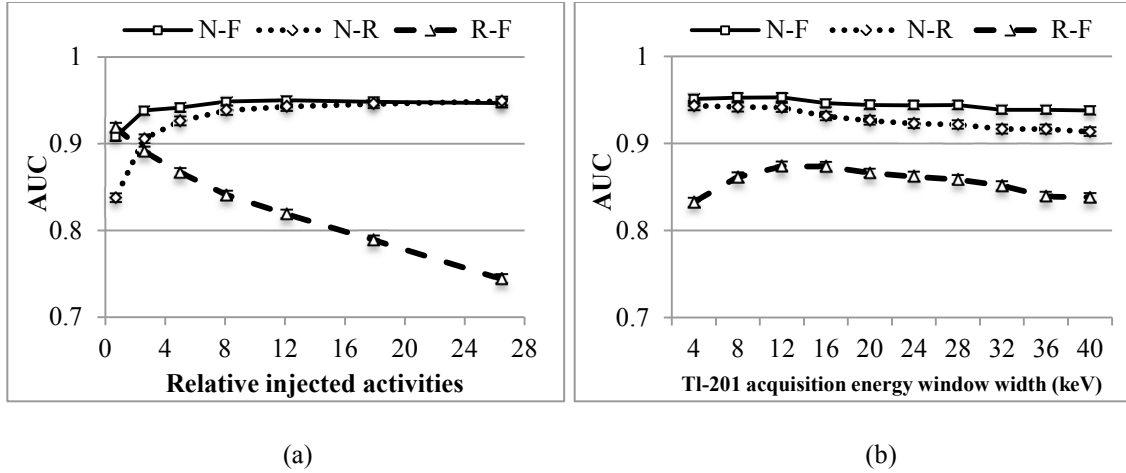 N-F N-R R-F
1
0.9
0.8
0.7
AUC
0 4 8 12 16 20 24 28
Relative injected activities
(a)
N-F N-R R-F
1
0.9
0.8
0.7
AUC
4 8 12 16 20 24 28 32 36 40
Tl-201 acquisition energy window width (keV)
(b)